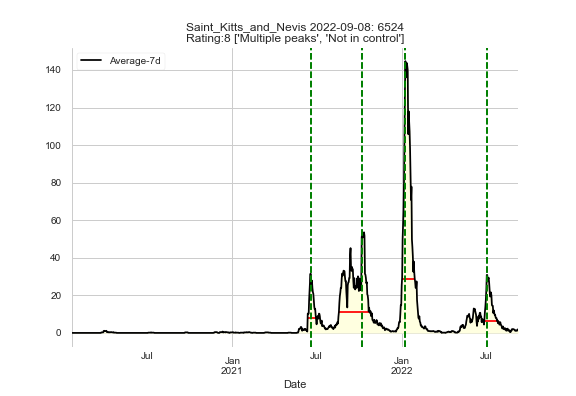 Saint_Kitts_and_Nevis 2022-09-08: 6524
Rating:8 ['Multiple peaks', 'Not in control']
Average-7d
140
120
100
80
60
40
20
0
Jul
Jan
2021
Jul
Jan
2022
Jul
Date